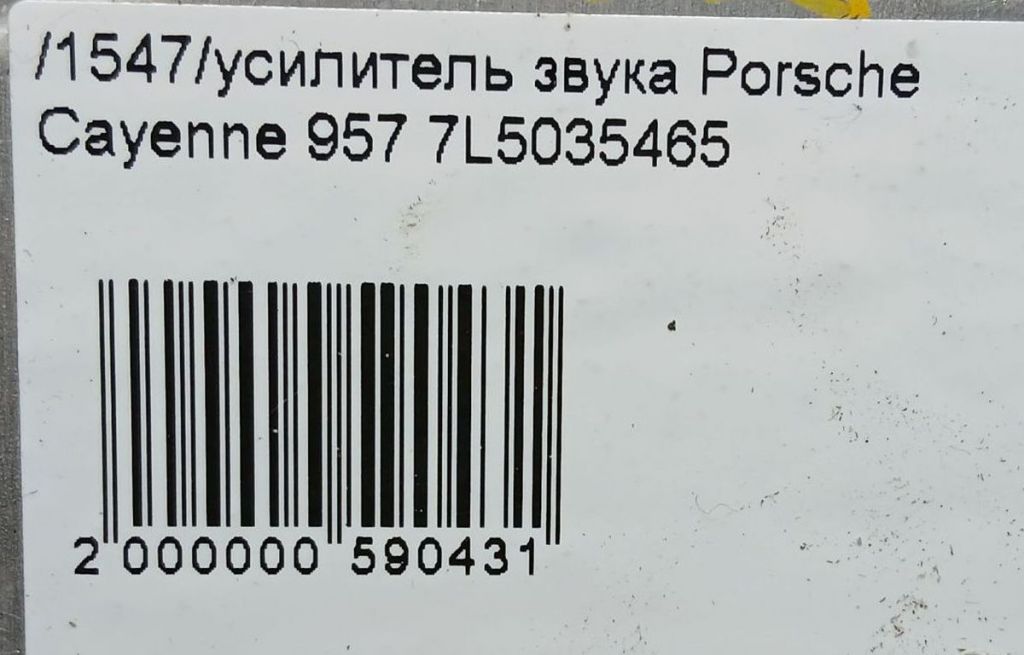 /1547/усилитель звука Porsche
Cayenne 957 7L5035465
2 000000 590431